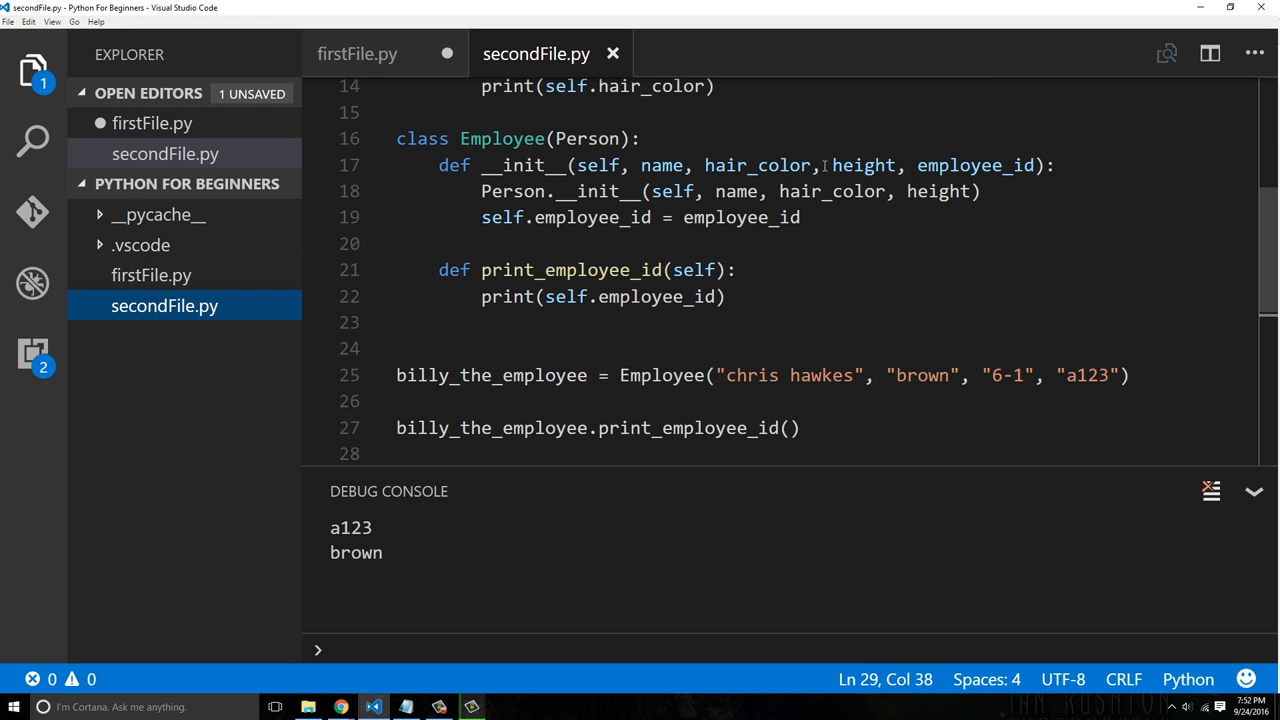 secondFile.py - Python For Beginners - Visual Studio Code
File Edit View Go Help
EXPLORER
firstFile.py
secondFile.py
OPEN EDITORS 1 UNSAVED
firstFile.py
secondFile.py
PYTHON FOR BEGINNERS
__pycache__
.vscode
firstFile.py
secondFile.py
1
2
14 print(self.hair_color)
15
16 class Employee(Person):
17 def __init__(self, name, hair_color, height, employee_id):
18 Person.__init__(self, name, hair_color, height)
19 self.employee_id = employee_id
20
21 def print_employee_id(self):
22 print(self.employee_id)
23
24
25 billy_the_employee = Employee("chris hawkes", "brown", "6-1", "a123")
26
27 billy_the_employee.print_employee_id()
28
DEBUG CONSOLE
a123
brown
0 0 Ln 29, Col 38 Spaces: 4 UTF-8 CRLF Python
I'm Cortana. Ask me anything.
7:52 PM
9/24/2016